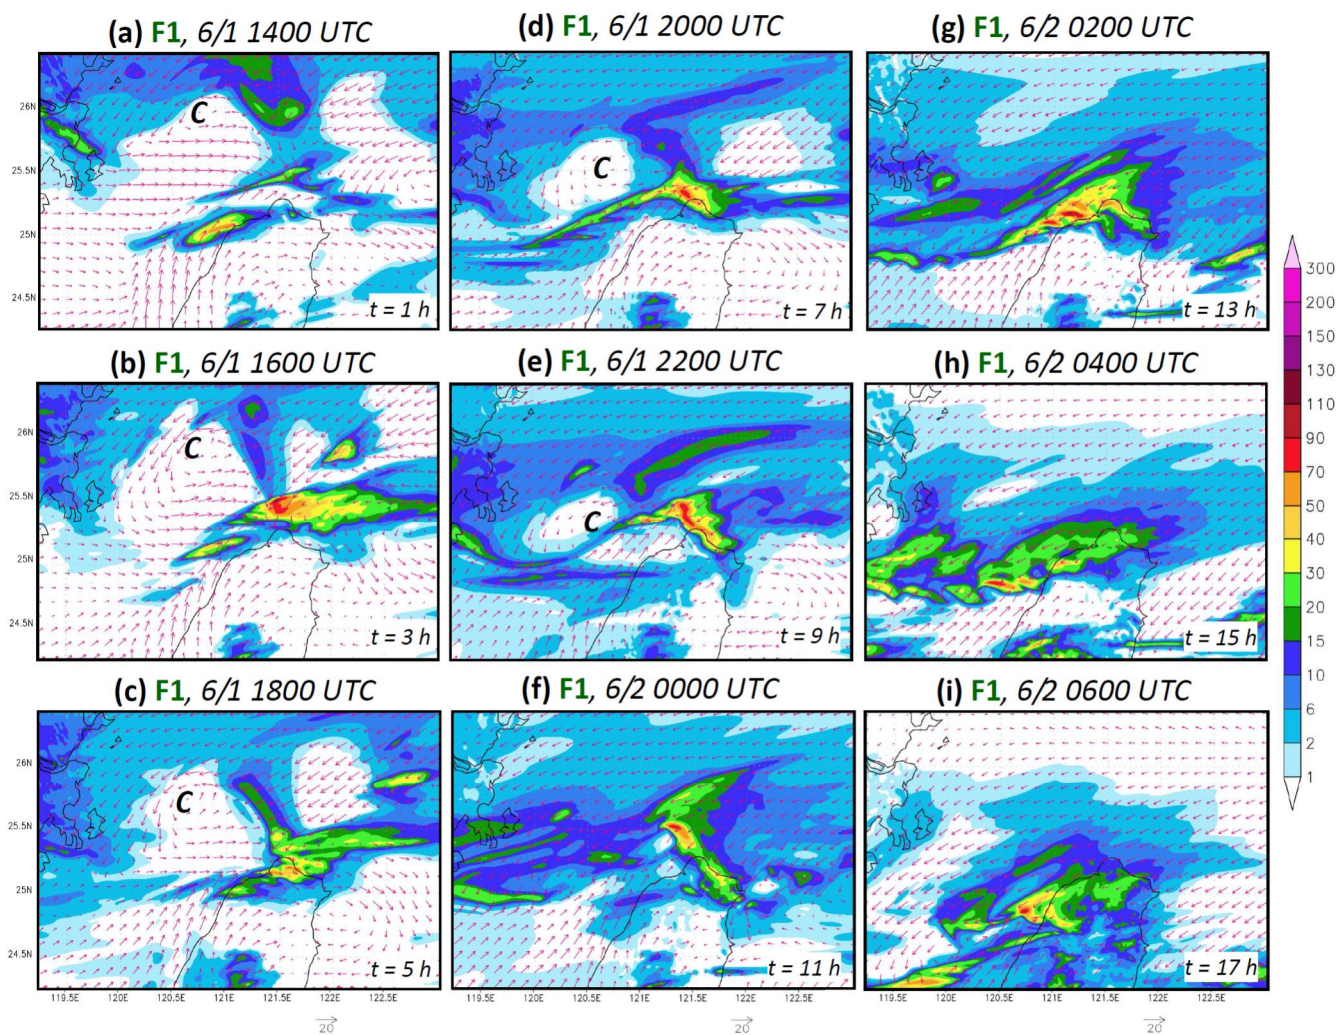 (a) F1, 6/1 1400 UTC
26N
C
25.5N
25N
24.5N
t = 1 h
(b) F1, 6/1 1600 UTC
26N
C
25.5N
25N
24.5N
t = 3 h
(c) F1, 6/1 1800 UTC
26N
C
25.5N
25N
24.5N
t = 5 h
119.5E 120E 120.5E 121E 121.5E 122E 122.5E
20
(d) F1, 6/1 2000 UTC
C
t = 7 h
(e) F1, 6/1 2200 UTC
C
t = 9 h
(f) F1, 6/2 0000 UTC
t = 11 h
119.5E 120E 120.5E 121E 121.5E 122E 122.5E
20
(g) F1, 6/2 0200 UTC
t = 13 h
(h) F1, 6/2 0400 UTC
t = 15 h
(i) F1, 6/2 0600 UTC
t = 17 h
119.5E 120E 120.5E 121E 121.5E 122E 122.5E
20
300
200
150
130
110
90
70
50
40
30
20
15
10
6
2
1